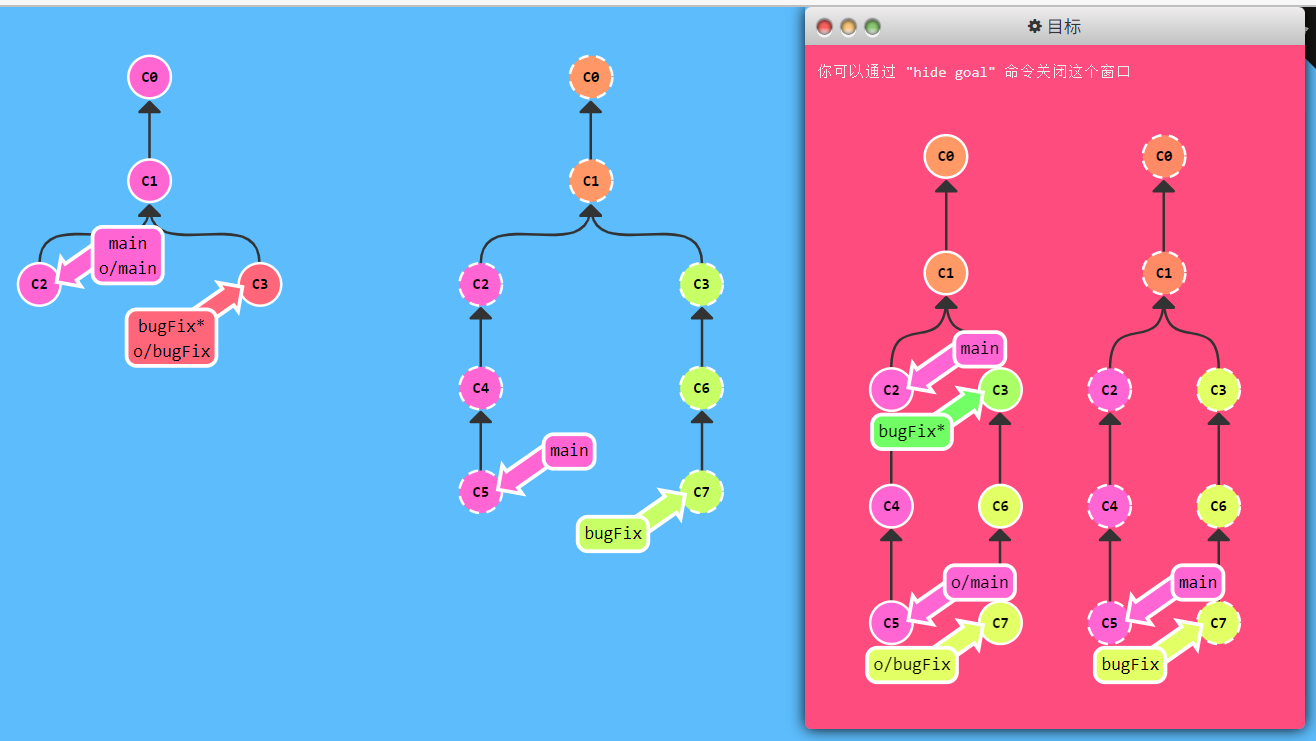 目标
你可以通过 "hide goal" 命令关闭这个窗口
C0
C1
main
o/main
C2
C3
bugFix*
o/bugFix
C0
C1
C2
C3
C4
C6
main
C5
C7
bugFix
C0
C1
main
C2
C3
bugFix*
C4
C6
o/main
C5
C7
o/bugFix
C0
C1
C2
C3
C4
C6
main
C5
C7
bugFix